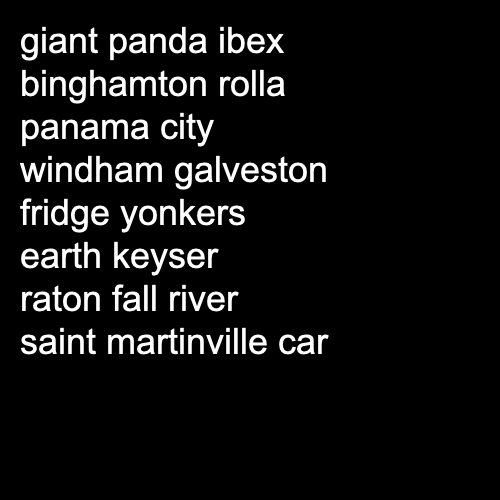 giant panda ibex
binghamton rolla
panama city
windham galveston
fridge yonkers
earth keyser
raton fall river
saint martinville car